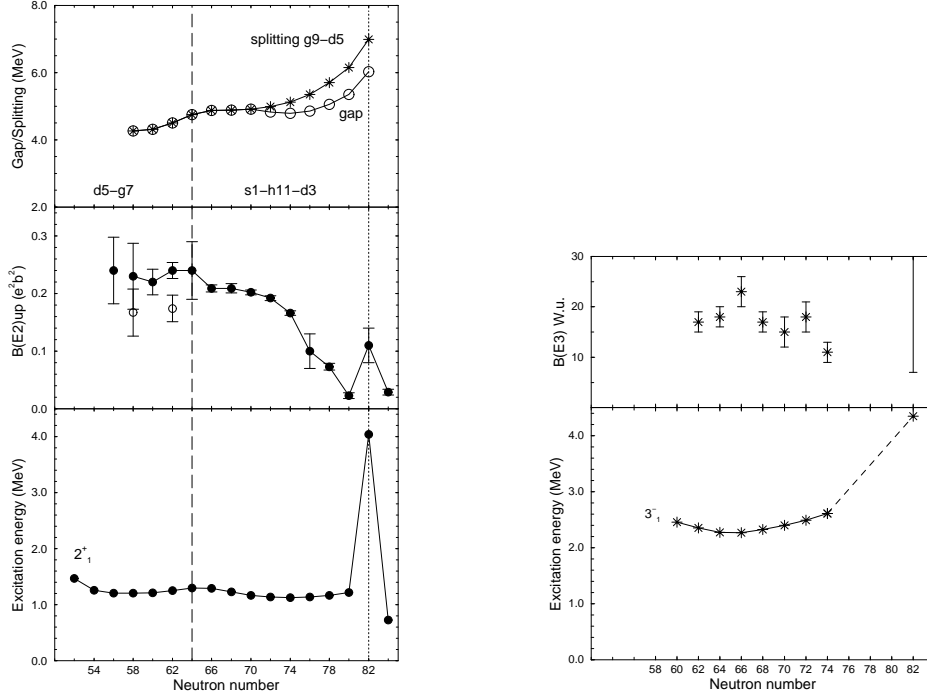 8.0
6.0
4.0
2.0
Gap/Splitting (MeV)
splitting g9−d5
gap
d5−g7
s1−h11−d3
0.3
0.2
0.1
0.0
B(E2)up (e²b²)
4.0
3.0
2.0
1.0
0.0
Excitation energy (MeV)
2⁺₁
54
58
62
66
70
74
78
82
Neutron number
30
20
10
B(E3) W.u.
4.0
3.0
2.0
1.0
0.0
Excitation energy (MeV)
3⁻₁
58 60 62 64 66 68 70 72 74 76 78 82
Neutron number